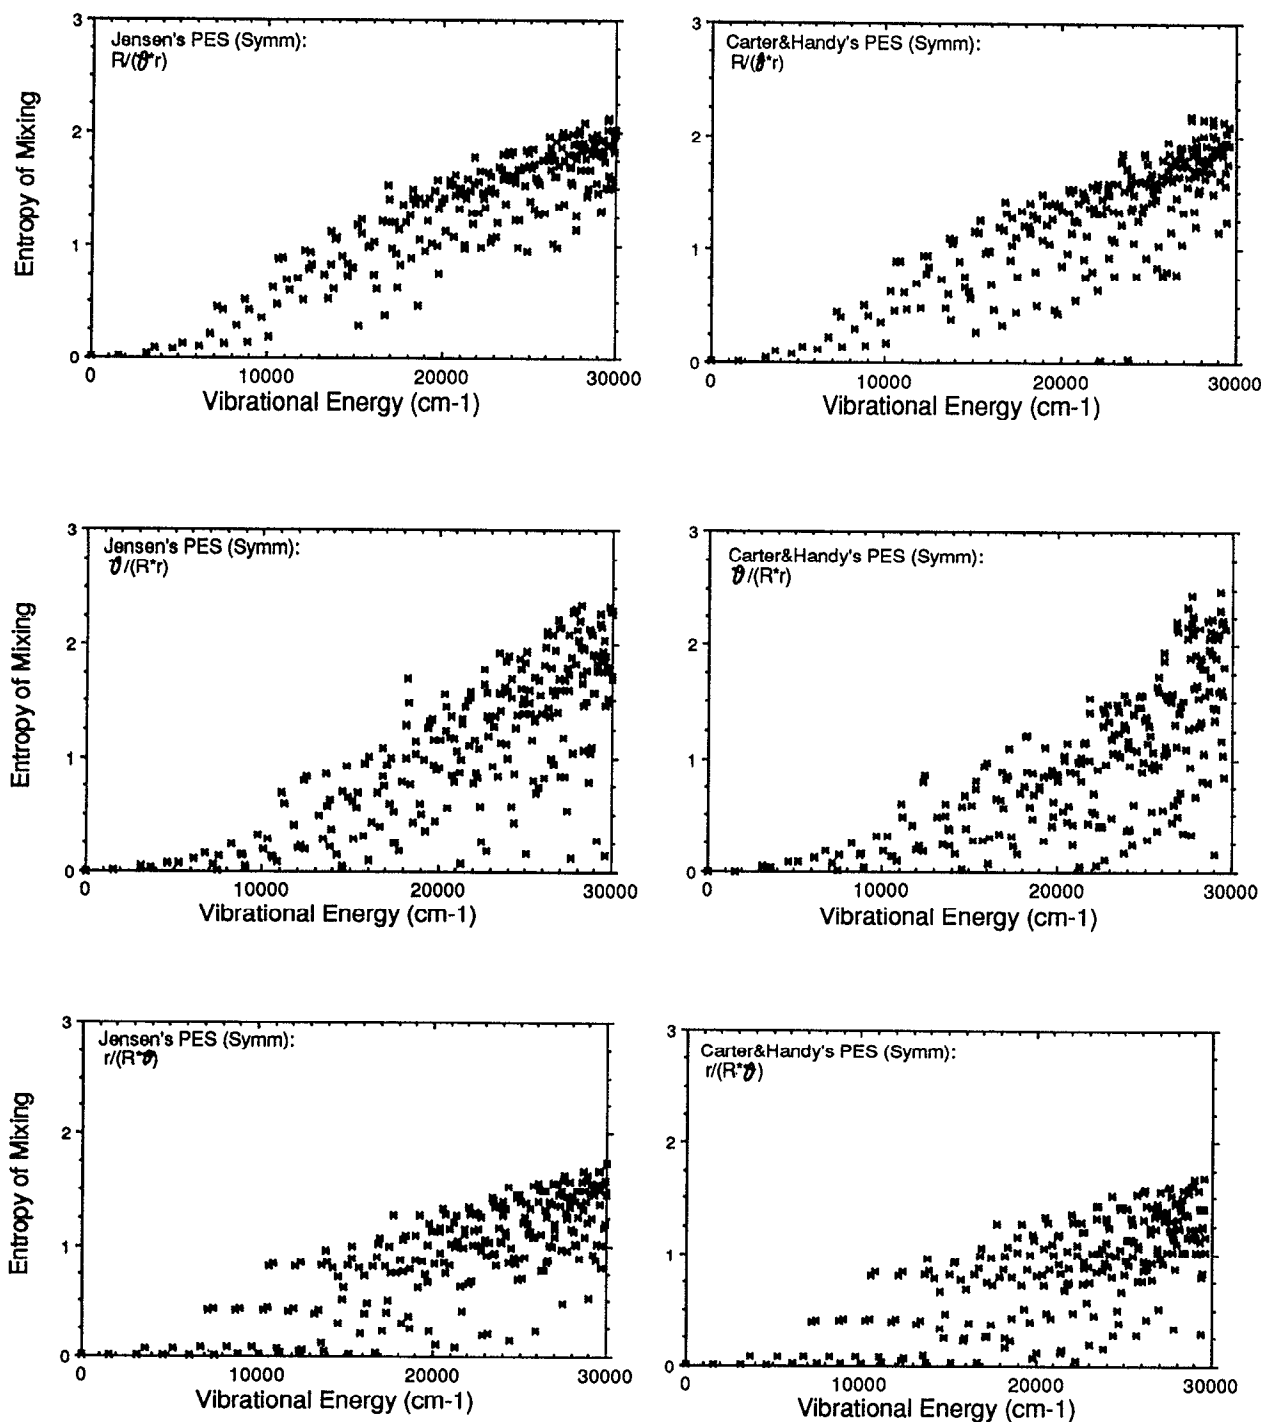 3
Jensen's PES (Symm):
R/(ϑ*r)
2
1
0
Entropy of Mixing
0 10000 20000 30000
Vibrational Energy (cm-1)
3
Carter&Handy's PES (Symm):
R/(ϑ*r)
2
1
0
0 10000 20000 30000
Vibrational Energy (cm-1)
3
Jensen's PES (Symm):
ϑ/(R*r)
2
1
0
Entropy of Mixing
0 10000 20000 30000
Vibrational Energy (cm-1)
3
Carter&Handy's PES (Symm):
ϑ/(R*r)
2
1
0
0 10000 20000 30000
Vibrational Energy (cm-1)
3
Jensen's PES (Symm):
r/(R*ϑ)
2
1
0
Entropy of Mixing
0 10000 20000 30000
Vibrational Energy (cm-1)
3
Carter&Handy's PES (Symm):
r/(R*ϑ)
2
1
0
0 10000 20000 30000
Vibrational Energy (cm-1)